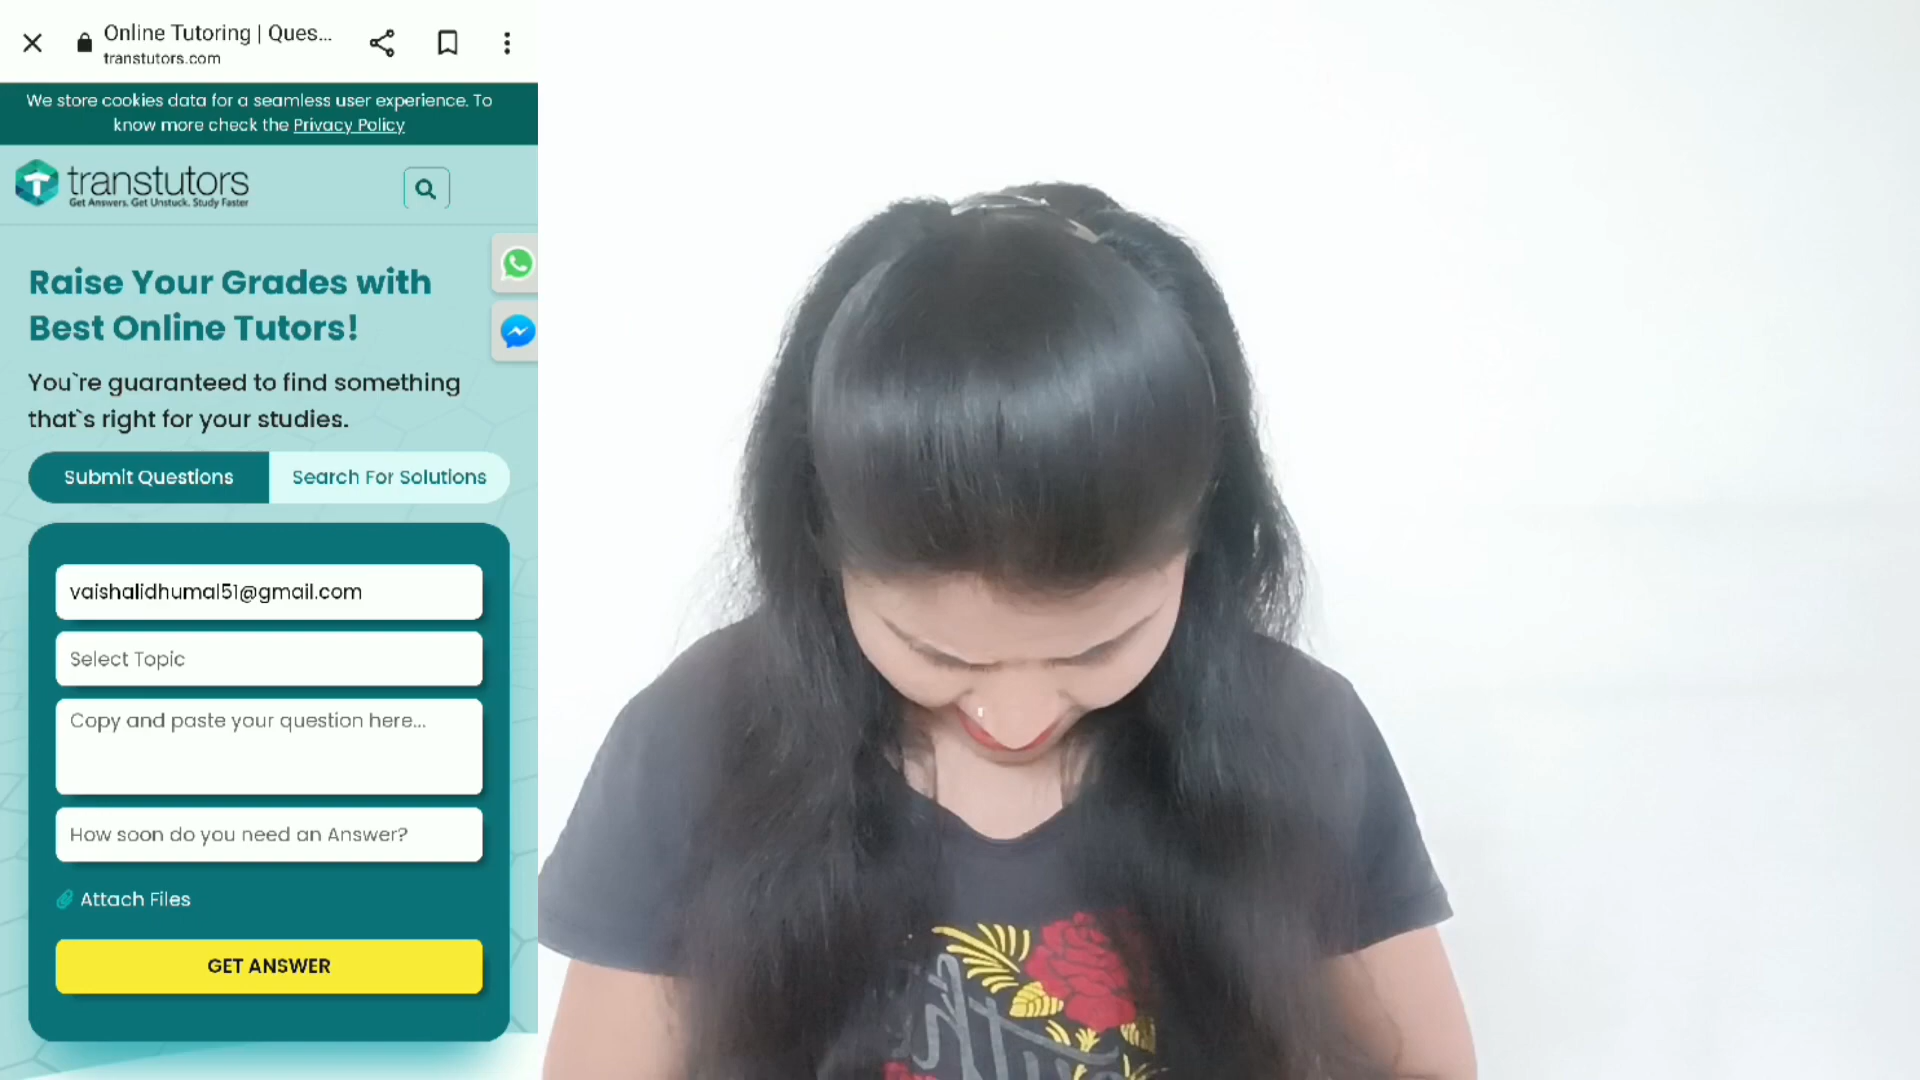 Online Tutoring | Ques...
transtutors.com
We store cookies data for a seamless user experience. To
know more check the Privacy Policy
transtutors
Get Answers. Get Unstuck. Study Faster
Raise Your Grades with
Best Online Tutors!
You`re guaranteed to find something
that`s right for your studies.
Submit Questions
Search For Solutions
vaishalidhumal51@gmail.com
Select Topic
Copy and paste your question here...
How soon do you need an Answer?
Attach Files
GET ANSWER